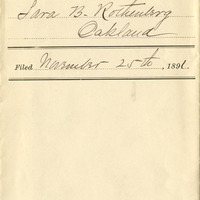 Sara B. Rothenberg
Oakland
Filed November 25th, 1891.